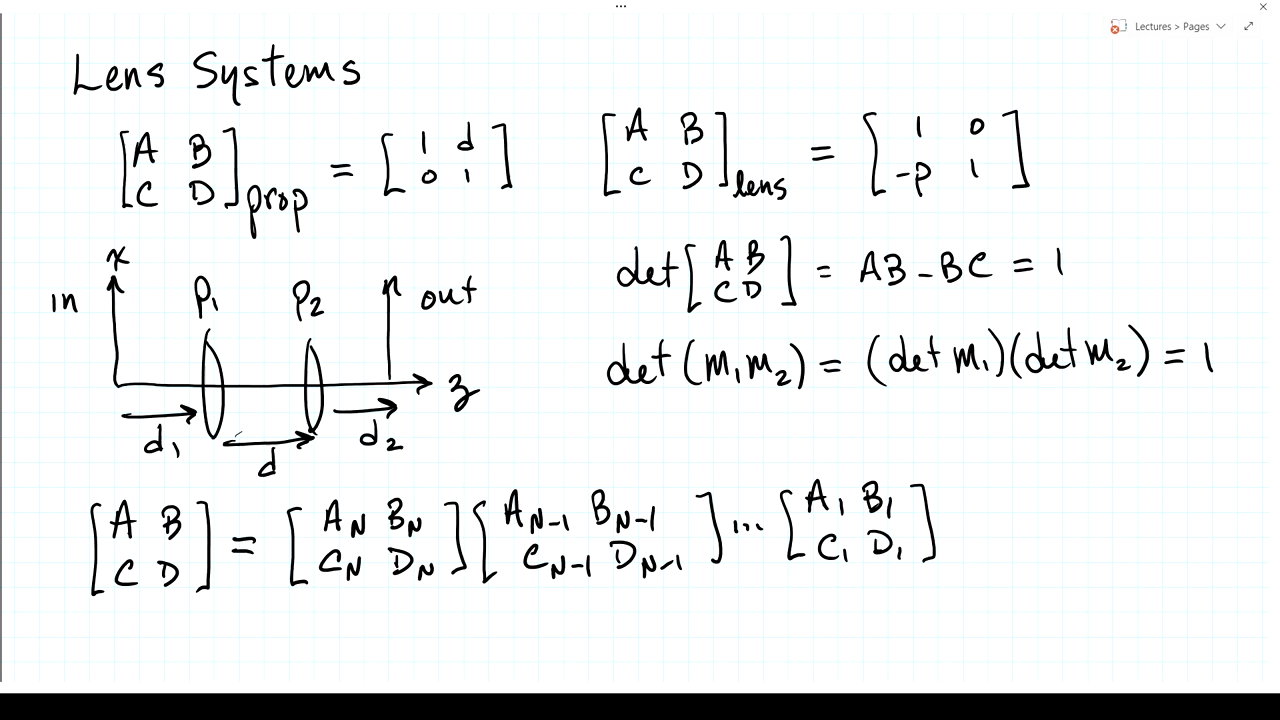 ...
Lectures > Pages
Lens Systems
[A B; C D]prop = [1 d; 0 1]
[A B; C D]lens = [1 0; -P 1]
det[A B; C D] = AB - BC = 1
det(M1M2) = (det M1)(det M2) = 1
x
in P1 P2 out
z
d1 d d2
[A B; C D] = [AN BN; CN DN][AN-1 BN-1; CN-1 DN-1]...[A1 B1; C1 D1]